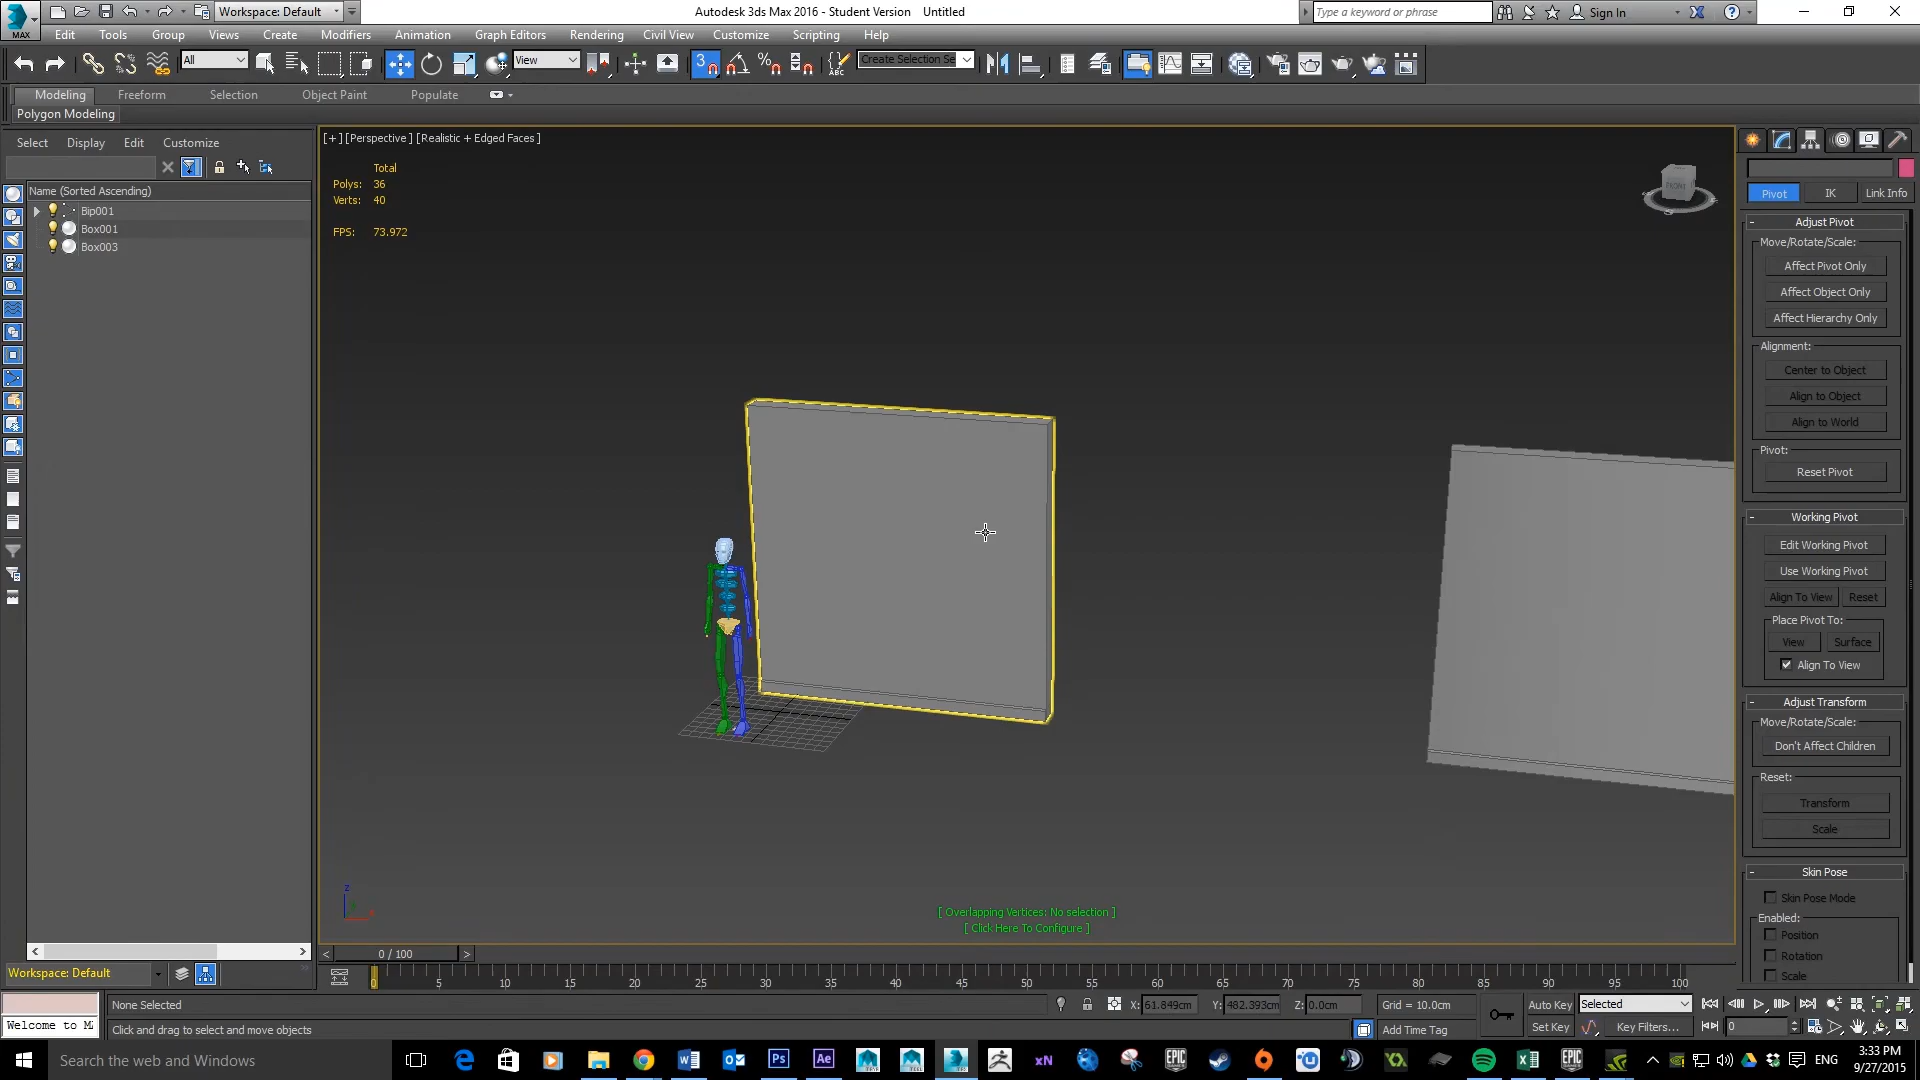 MAX
Workspace: Default
Autodesk 3ds Max 2016 - Student Version    Untitled
Type a keyword or phrase
Sign In
Edit Tools Group Views Create Modifiers Animation Graph Editors Rendering Civil View Customize Scripting Help
All
View
3
ABC
Create Selection Se
Modeling Freeform Selection Object Paint Populate
Polygon Modeling
Select Display Edit Customize
Name (Sorted Ascending)
Bip001
Box001
Box003
[+][Perspective][Realistic + Edged Faces]
Total
Polys: 36
Verts: 40
FPS: 73.972
FRONT
Pivot IK Link Info
- Adjust Pivot
Move/Rotate/Scale:
Affect Pivot Only
Affect Object Only
Affect Hierarchy Only
Alignment:
Center to Object
Align to Object
Align to World
Pivot:
Reset Pivot
- Working Pivot
Edit Working Pivot
Use Working Pivot
Align To View Reset
Place Pivot To:
View Surface
Align To View
- Adjust Transform
Move/Rotate/Scale:
Don't Affect Children
Reset:
Transform
Scale
- Skin Pose
Skin Pose Mode
Enabled:
Position
Rotation
Scale
z
[ Overlapping Vertices: No selection ]
[ Click Here To Configure ]
< 0 / 100 >
0 5 10 15 20 25 30 35 40 45 50 55 60 65 70 75 80 85 90 95 100
Workspace: Default
None Selected
X: 61.849cm Y: 482.393cm Z: 0.0cm Grid = 10.0cm
Auto Key Selected
Welcome to M
Click and drag to select and move objects
Add Time Tag
Set Key Key Filters... 0
Search the web and Windows
Ps Ae xN EPIC EPIC
ENG
3:33 PM
9/27/2015